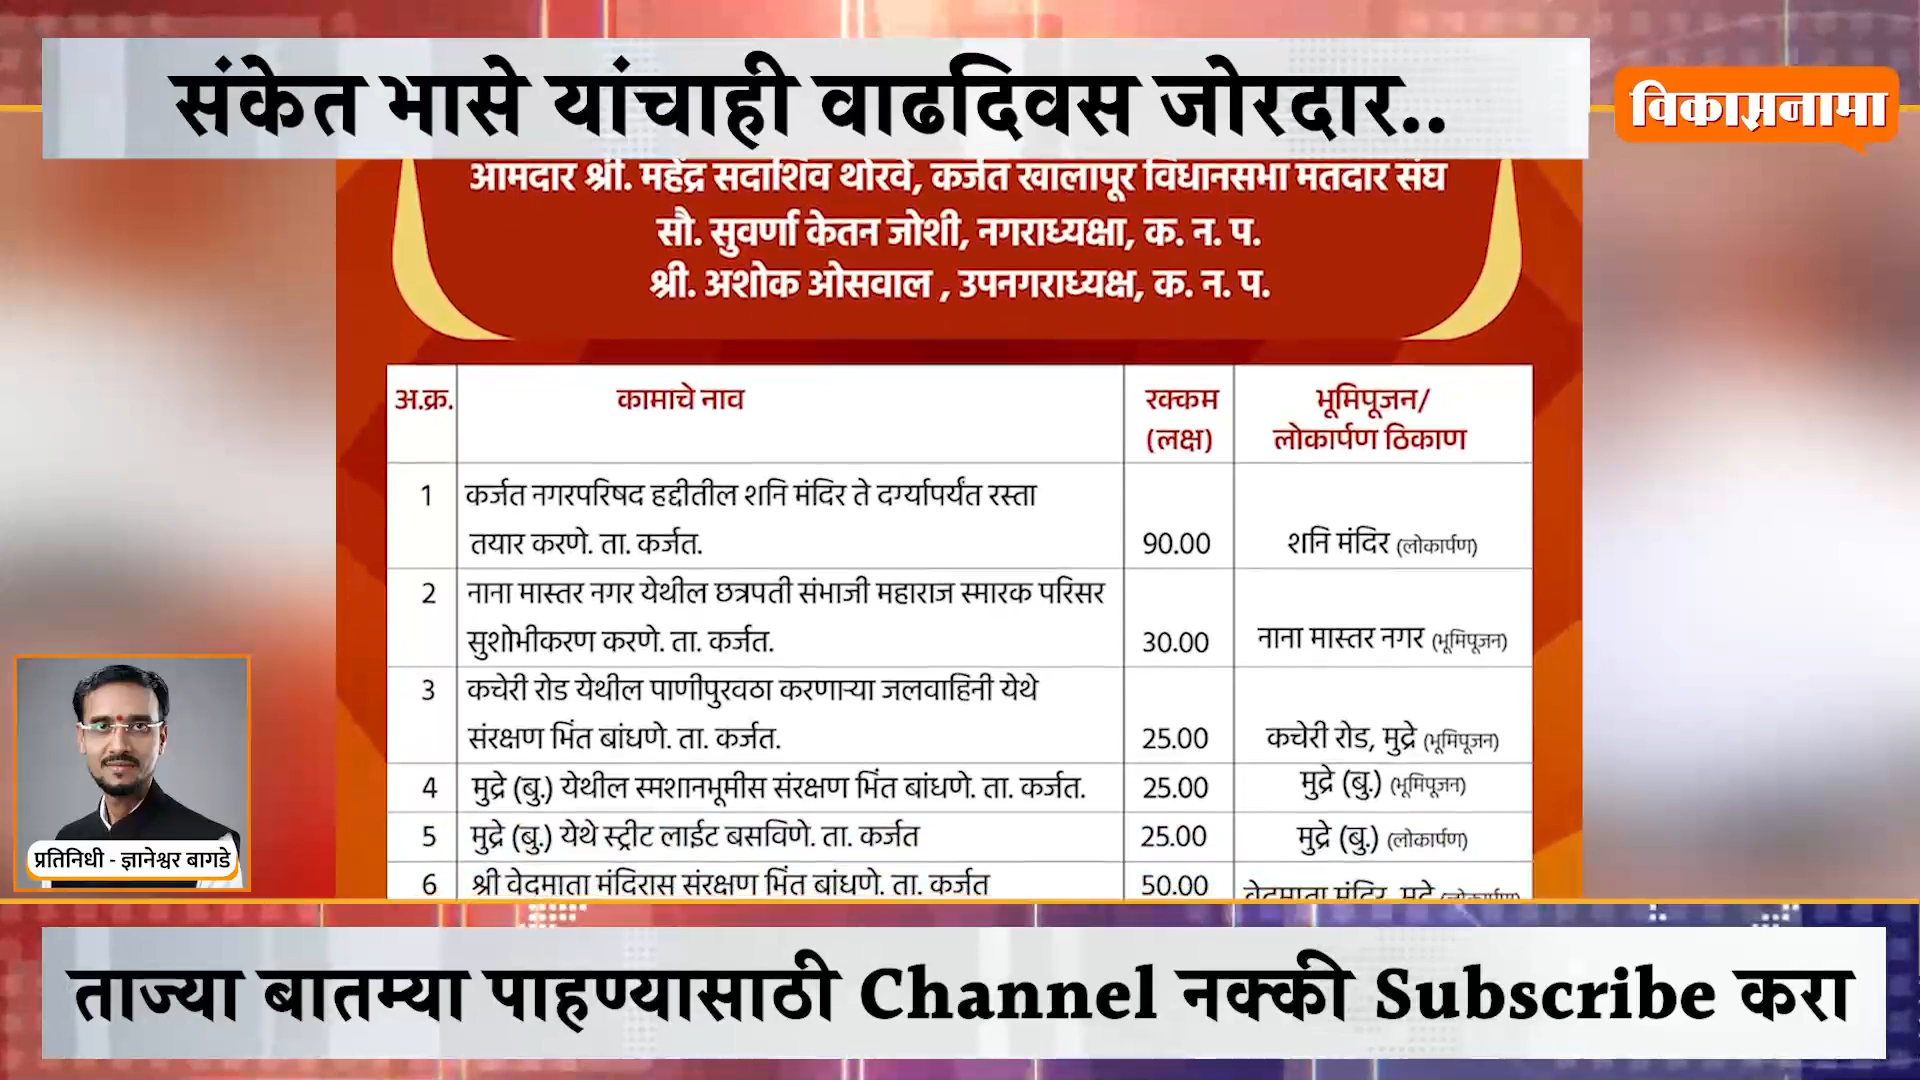 संकेत भासे यांचाही वाढदिवस जोरदार..
विकासनामा
आमदार श्री. महेंद्र सदाशिव थोरवे, कर्जत खालापूर विधानसभा मतदार संघ
सौ. सुवर्णा केतन जोशी, नगराध्यक्षा, क. न. प.
श्री. अशोक ओसवाल , उपनगराध्यक्ष, क. न. प.
अ.क्र. कामाचे नाव रक्कम (लक्ष) भूमिपूजन/ लोकार्पण ठिकाण
1 कर्जत नगरपरिषद हद्दीतील शनि मंदिर ते दर्ग्यापर्यंत रस्ता
तयार करणे. ता. कर्जत. 90.00 शनि मंदिर (लोकार्पण)
2 नाना मास्तर नगर येथील छत्रपती संभाजी महाराज स्मारक परिसर
सुशोभीकरण करणे. ता. कर्जत. 30.00 नाना मास्तर नगर (भूमिपूजन)
3 कचेरी रोड येथील पाणीपुरवठा करणाऱ्या जलवाहिनी येथे
संरक्षण भिंत बांधणे. ता. कर्जत. 25.00 कचेरी रोड, मुद्रे (भूमिपूजन)
4 मुद्रे (बु.) येथील स्मशानभूमीस संरक्षण भिंत बांधणे. ता. कर्जत. 25.00 मुद्रे (बु.) (भूमिपूजन)
5 मुद्रे (बु.) येथे स्ट्रीट लाईट बसविणे. ता. कर्जत 25.00 मुद्रे (बु.) (लोकार्पण)
6 श्री वेदमाता मंदिरास संरक्षण भिंत बांधणे. ता. कर्जत 50.00 वेदमाता मंदिर, मुद्रे (लोकार्पण)
प्रतिनिधी - ज्ञानेश्वर बागडे
ताज्या बातम्या पाहण्यासाठी Channel नक्की Subscribe करा